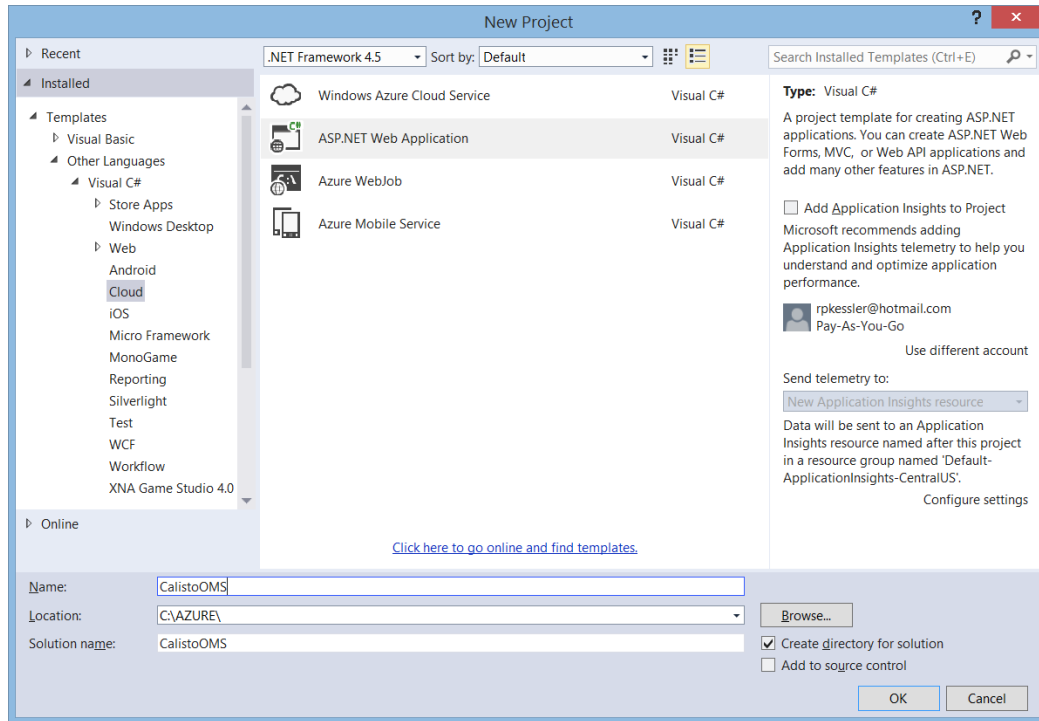 New Project
?
x
Recent
.NET Framework 4.5
Sort by: Default
Search Installed Templates (Ctrl+E)
Installed
Templates
Visual Basic
Other Languages
Visual C#
Store Apps
Windows Desktop
Web
Android
Cloud
iOS
Micro Framework
MonoGame
Reporting
Silverlight
Test
WCF
Workflow
XNA Game Studio 4.0
Online
Windows Azure Cloud Service Visual C#
C#
ASP.NET Web Application Visual C#
Azure WebJob Visual C#
Azure Mobile Service Visual C#
Click here to go online and find templates.
Type: Visual C#
A project template for creating ASP.NET
applications. You can create ASP.NET Web
Forms, MVC, or Web API applications and
add many other features in ASP.NET.
Add Application Insights to Project
Microsoft recommends adding
Application Insights telemetry to help you
understand and optimize application
performance.
rpkessler@hotmail.com
Pay-As-You-Go
Use different account
Send telemetry to:
New Application Insights resource
Data will be sent to an Application
Insights resource named after this project
in a resource group named 'Default-
ApplicationInsights-CentralUS'.
Configure settings
Name: CalistoOMS
Location: C:\AZURE\
Browse...
Solution name: CalistoOMS
Create directory for solution
Add to source control
OK
Cancel